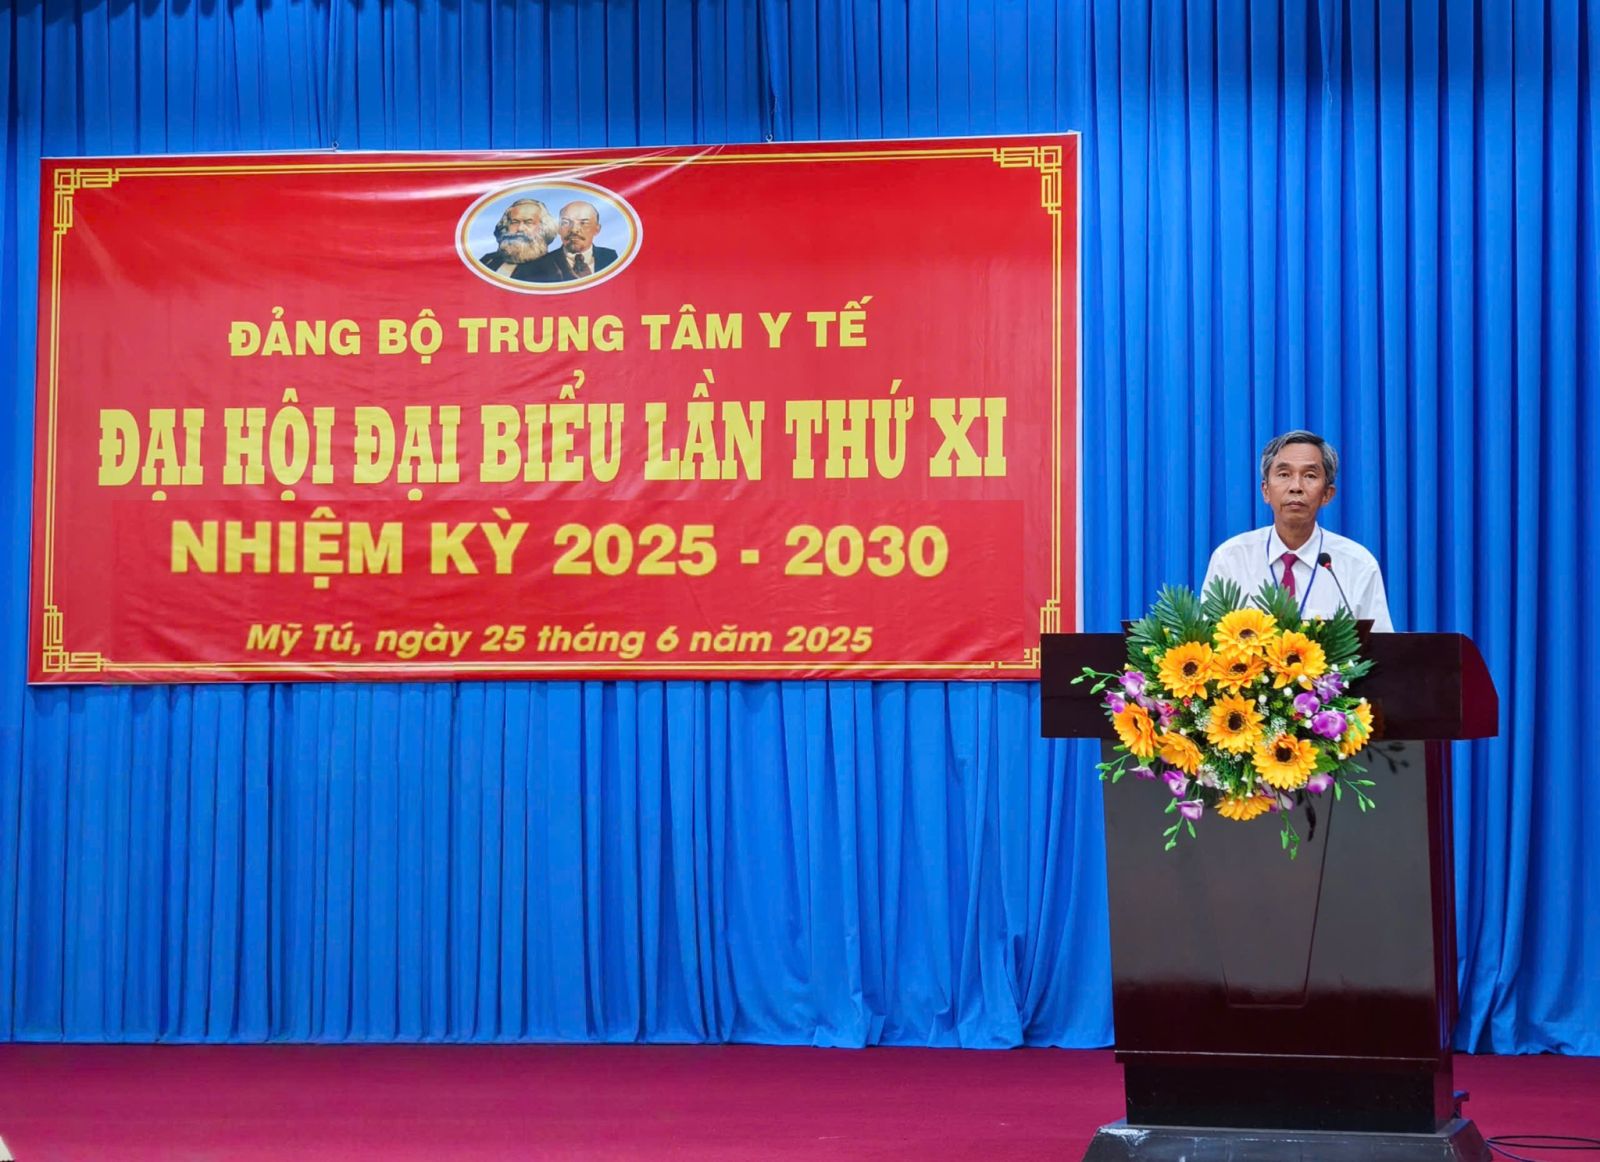 ĐẢNG BỘ TRUNG TÂM Y TẾ
ĐẠI HỘI ĐẠI BIỂU LẦN THỨ XI
NHIỆM KỲ 2025 - 2030
Mỹ Tú, ngày 25 tháng 6 năm 2025